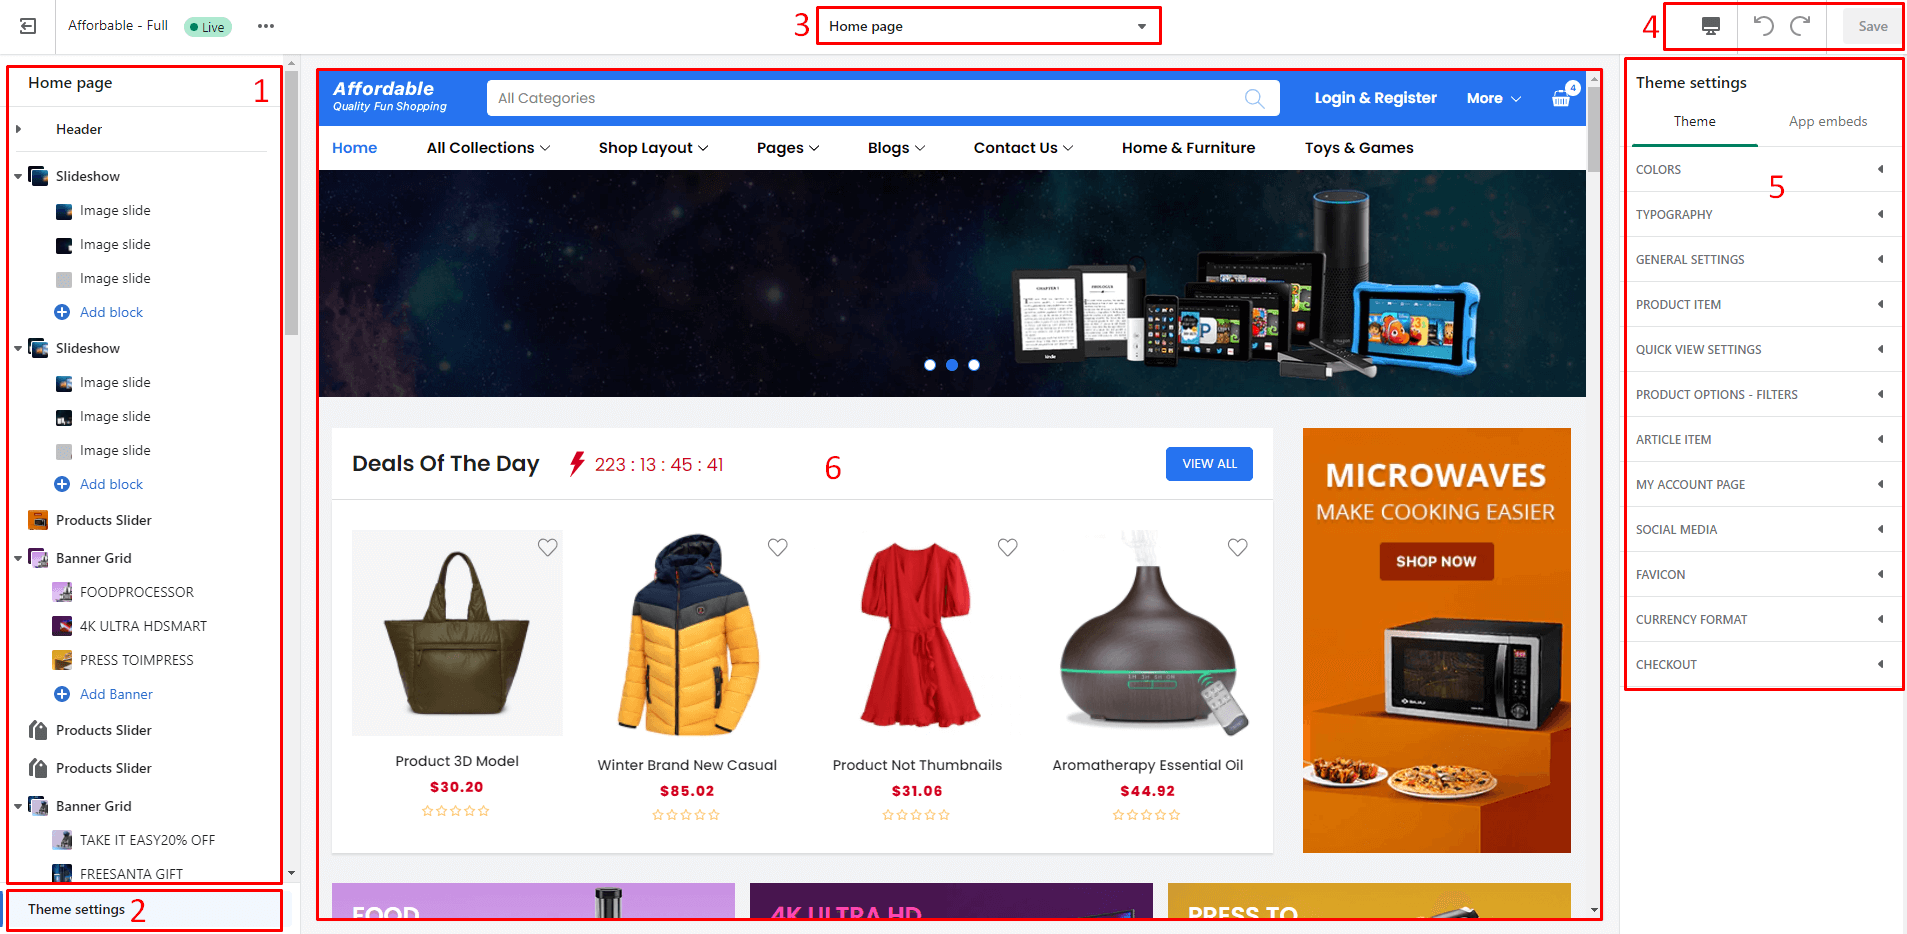 Afforbable - Full
Live
3
Home page
4
Save
Home page
1
Header
Slideshow
Image slide
Image slide
Image slide
Add block
Slideshow
Image slide
Image slide
Image slide
Add block
Products Slider
Banner Grid
FOODPROCESSOR
4K ULTRA HDSMART
PRESS TOIMPRESS
Add Banner
Products Slider
Products Slider
Banner Grid
TAKE IT EASY20% OFF
FREESANTA GIFT
Theme settings
2
Affordable
Quality Fun Shopping
All Categories
Login & Register
More
4
Home
All Collections
Shop Layout
Pages
Blogs
Contact Us
Home & Furniture
Toys & Games
Deals Of The Day
223 : 13 : 45 : 41
6
VIEW ALL
Product 3D Model
$30.20
Winter Brand New Casual
$85.02
Product Not Thumbnails
$31.06
Aromatherapy Essential Oil
$44.92
MICROWAVES
MAKE COOKING EASIER
SHOP NOW
FOOD
4K ULTRA HD
PRESS TO
Theme settings
Theme
App embeds
COLORS
5
TYPOGRAPHY
GENERAL SETTINGS
PRODUCT ITEM
QUICK VIEW SETTINGS
PRODUCT OPTIONS - FILTERS
ARTICLE ITEM
MY ACCOUNT PAGE
SOCIAL MEDIA
FAVICON
CURRENCY FORMAT
CHECKOUT